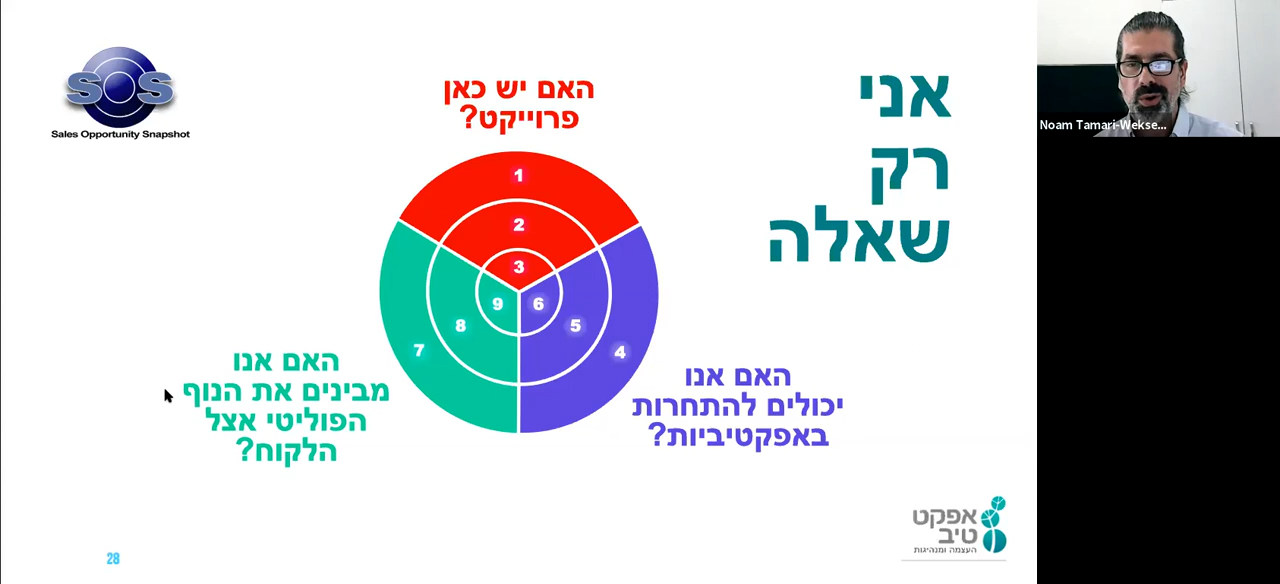 SOS
Sales Opportunity Snapshot
אני
רק
שאלה
האם יש כאן
פרוייקט?
1
2
3
4
5
6
7
8
9
האם אנו
יכולים להתחרות
באפקטיביות?
האם אנו
מבינים את הנוף
הפוליטי אצל
הלקוח?
אפקט
טיב
העצמה ומנהיגות
28
Noam Tamari-Wekse...